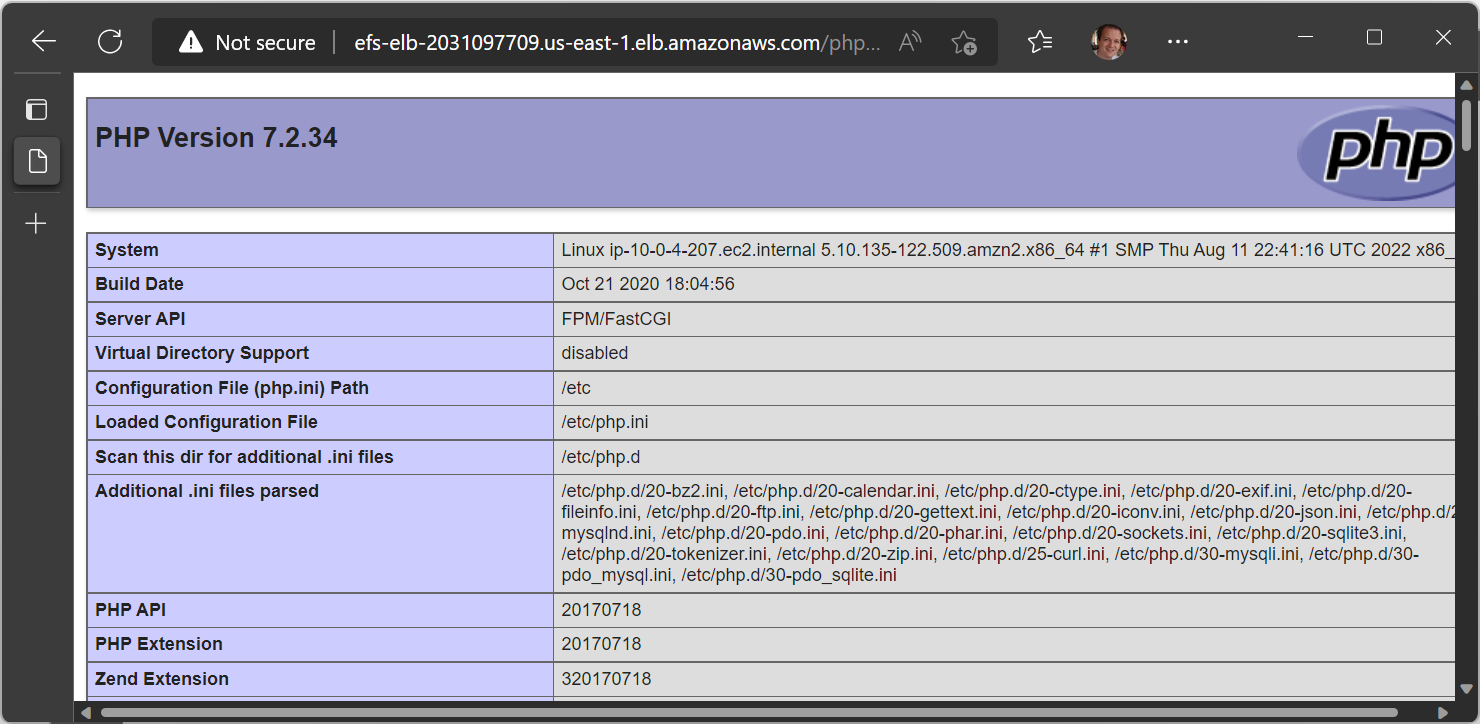 Not secure | efs-elb-2031097709.us-east-1.elb.amazonaws.com/php...
PHP Version 7.2.34
php
System Linux ip-10-0-4-207.ec2.internal 5.10.135-122.509.amzn2.x86_64 #1 SMP Thu Aug 11 22:41:16 UTC 2022 x86_
Build Date Oct 21 2020 18:04:56
Server API FPM/FastCGI
Virtual Directory Support disabled
Configuration File (php.ini) Path /etc
Loaded Configuration File /etc/php.ini
Scan this dir for additional .ini files /etc/php.d
Additional .ini files parsed /etc/php.d/20-bz2.ini, /etc/php.d/20-calendar.ini, /etc/php.d/20-ctype.ini, /etc/php.d/20-exif.ini, /etc/php.d/20-
fileinfo.ini, /etc/php.d/20-ftp.ini, /etc/php.d/20-gettext.ini, /etc/php.d/20-iconv.ini, /etc/php.d/20-json.ini, /etc/php.d/2
mysqlnd.ini, /etc/php.d/20-pdo.ini, /etc/php.d/20-phar.ini, /etc/php.d/20-sockets.ini, /etc/php.d/20-sqlite3.ini,
/etc/php.d/20-tokenizer.ini, /etc/php.d/20-zip.ini, /etc/php.d/25-curl.ini, /etc/php.d/30-mysqli.ini, /etc/php.d/30-
pdo_mysql.ini, /etc/php.d/30-pdo_sqlite.ini
PHP API 20170718
PHP Extension 20170718
Zend Extension 320170718